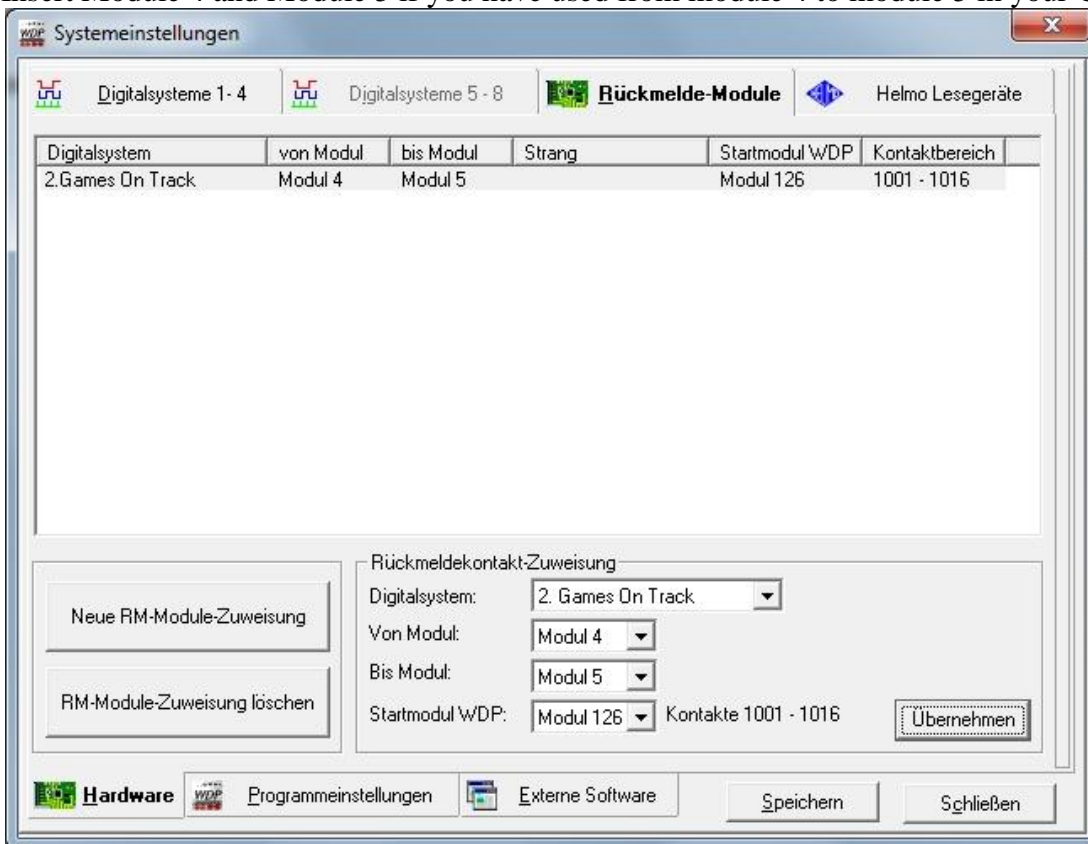 Insert Module 4 and Module 5 if you have used from module 4 to module 5 in your
Systemeinstellungen
Digitalsysteme 1- 4 Digitalsysteme 5 - 8 Rückmelde-Module Helmo Lesegeräte
Digitalsystem von Modul bis Modul Strang Startmodul WDP Kontaktbereich
2.Games On Track Modul 4 Modul 5 Modul 126 1001 - 1016
Rückmeldekontakt-Zuweisung
Neue RM-Module-Zuweisung
RM-Module-Zuweisung löschen
Digitalsystem: 2. Games On Track
Von Modul: Modul 4
Bis Modul: Modul 5
Startmodul WDP: Modul 126 Kontakte 1001 - 1016 Übernehmen
Hardware Programmeinstellungen Externe Software Speichern Schließen